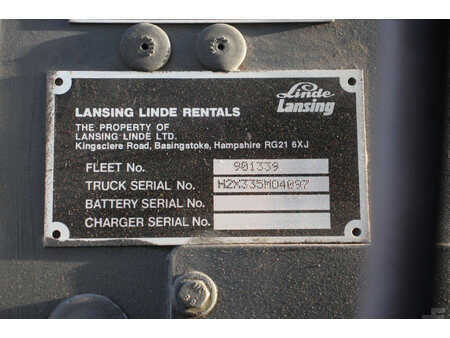 Linde
Lansing
LANSING LINDE RENTALS
THE PROPERTY OF
LANSING LINDE LTD.
Kingsclere Road, Basingstoke, Hampshire RG21 6XJ
FLEET No. 901339
TRUCK SERIAL No. H2X335M04097
BATTERY SERIAL No.
CHARGER SERIAL No.